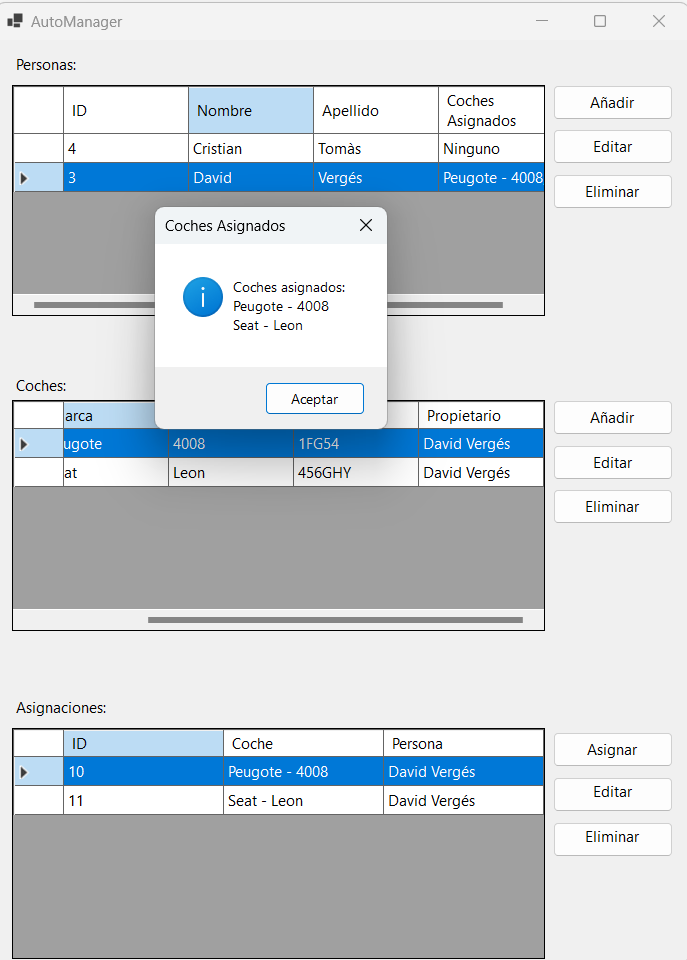 AutoManager
Personas:
ID Nombre Apellido Coches Asignados
4 Cristian Tomàs Ninguno
3 David Vergés Peugote - 4008
Añadir
Editar
Eliminar
Coches Asignados
Coches asignados:
Peugote - 4008
Seat - Leon
Aceptar
Coches:
arca Propietario
ugote 4008 1FG54 David Vergés
at Leon 456GHY David Vergés
Añadir
Editar
Eliminar
Asignaciones:
ID Coche Persona
10 Peugote - 4008 David Vergés
11 Seat - Leon David Vergés
Asignar
Editar
Eliminar